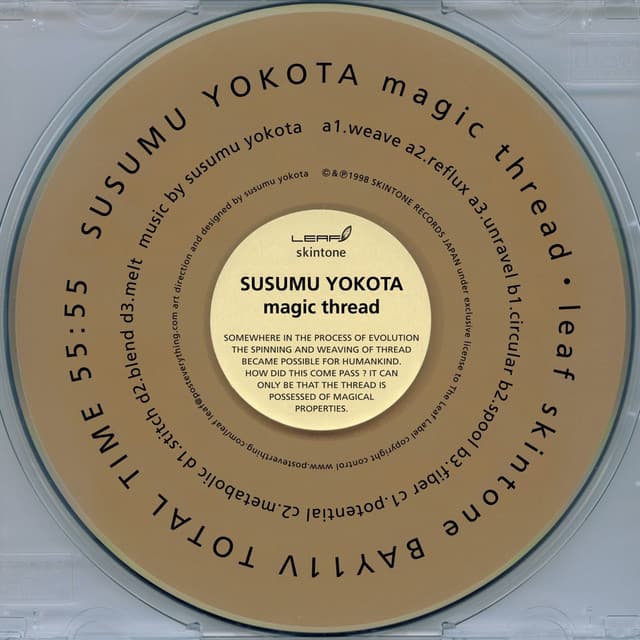 SUSUMU YOKOTA magic thread • leaf skintone BAY11V TOTAL TIME 55:55
music by susumu yokota a1.weave a2.reflux a3.unravel b1.circular b2.spool b3.fiber c1.potential c2.metabolic d1.stitch d2.blend d3.melt
art direction and designed by susumu yokota ©&℗1998 SKINTONE RECORDS JAPAN under exclusive license to The Leaf Label copyright control www.posteverything.com/leaf leaf@posteverything.com
LEAF
skintone
SUSUMU YOKOTA
magic thread
SOMEWHERE IN THE PROCESS OF EVOLUTION
THE SPINNING AND WEAVING OF THREAD
BECAME POSSIBLE FOR HUMANKIND.
HOW DID THIS COME PASS ? IT CAN
ONLY BE THAT THE THREAD IS
POSSESSED OF MAGICAL
PROPERTIES.